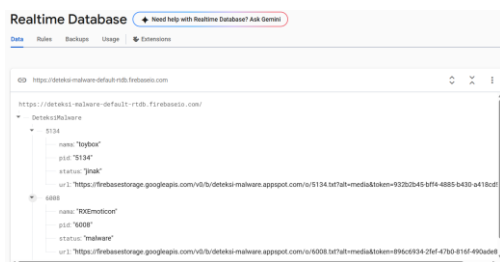 Realtime Database Need help with Realtime Database? Ask Gemini
Data Rules Backups Usage Extensions
https://deteksi-malware-default-rtdb.firebaseio.com
https://deteksi-malware-default-rtdb.firebaseio.com/
DeteksiMalware
5134
name: "toybox"
pid: "5134"
status: "jinak"
url: "https://firebasestorage.googleapis.com/v0/b/deteksi-malware.appspot.com/o/5134.txt?alt=media&token=932b2b45-bff4-4885-b430-a418cd5
6008
name: "RXEmoticon"
pid: "6008"
status: "malware"
url: "https://firebasestorage.googleapis.com/v0/b/deteksi-malware.appspot.com/o/6008.txt?alt=media&token=896c6934-2fef-47b0-816f-490ade8